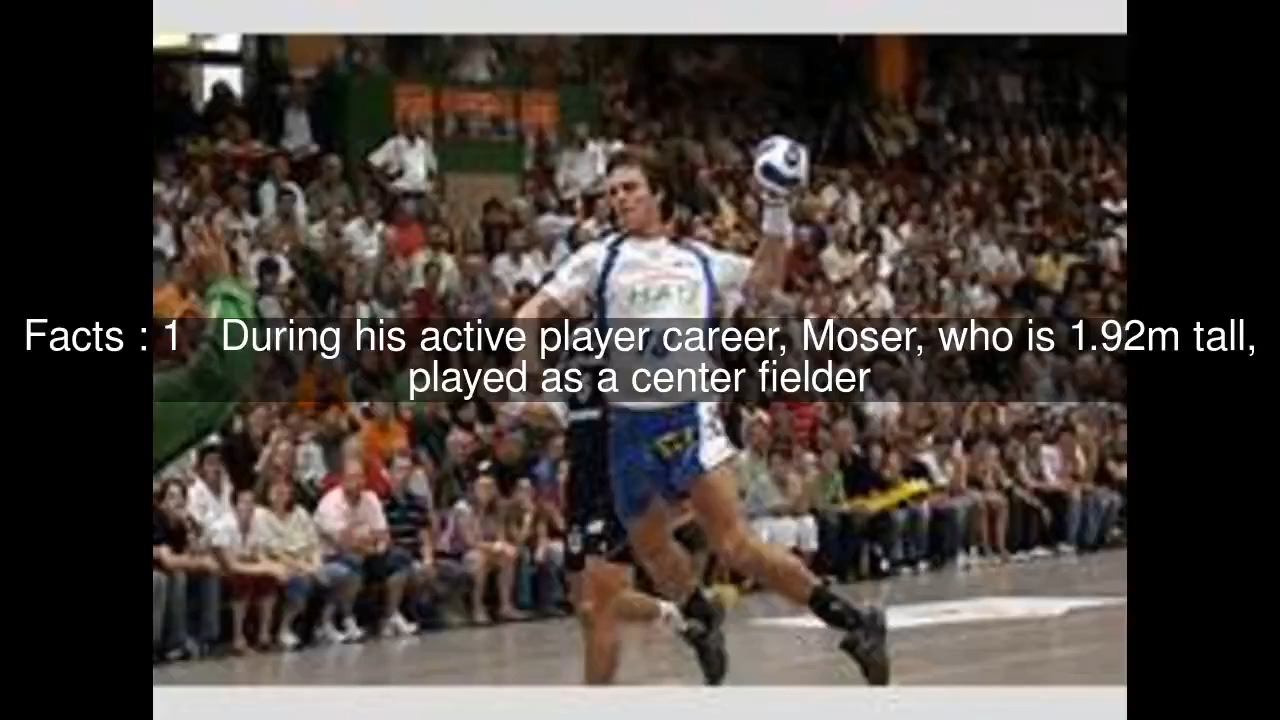 Facts : 1   During his active player career, Moser, who is 1.92m tall,
played as a center fielder